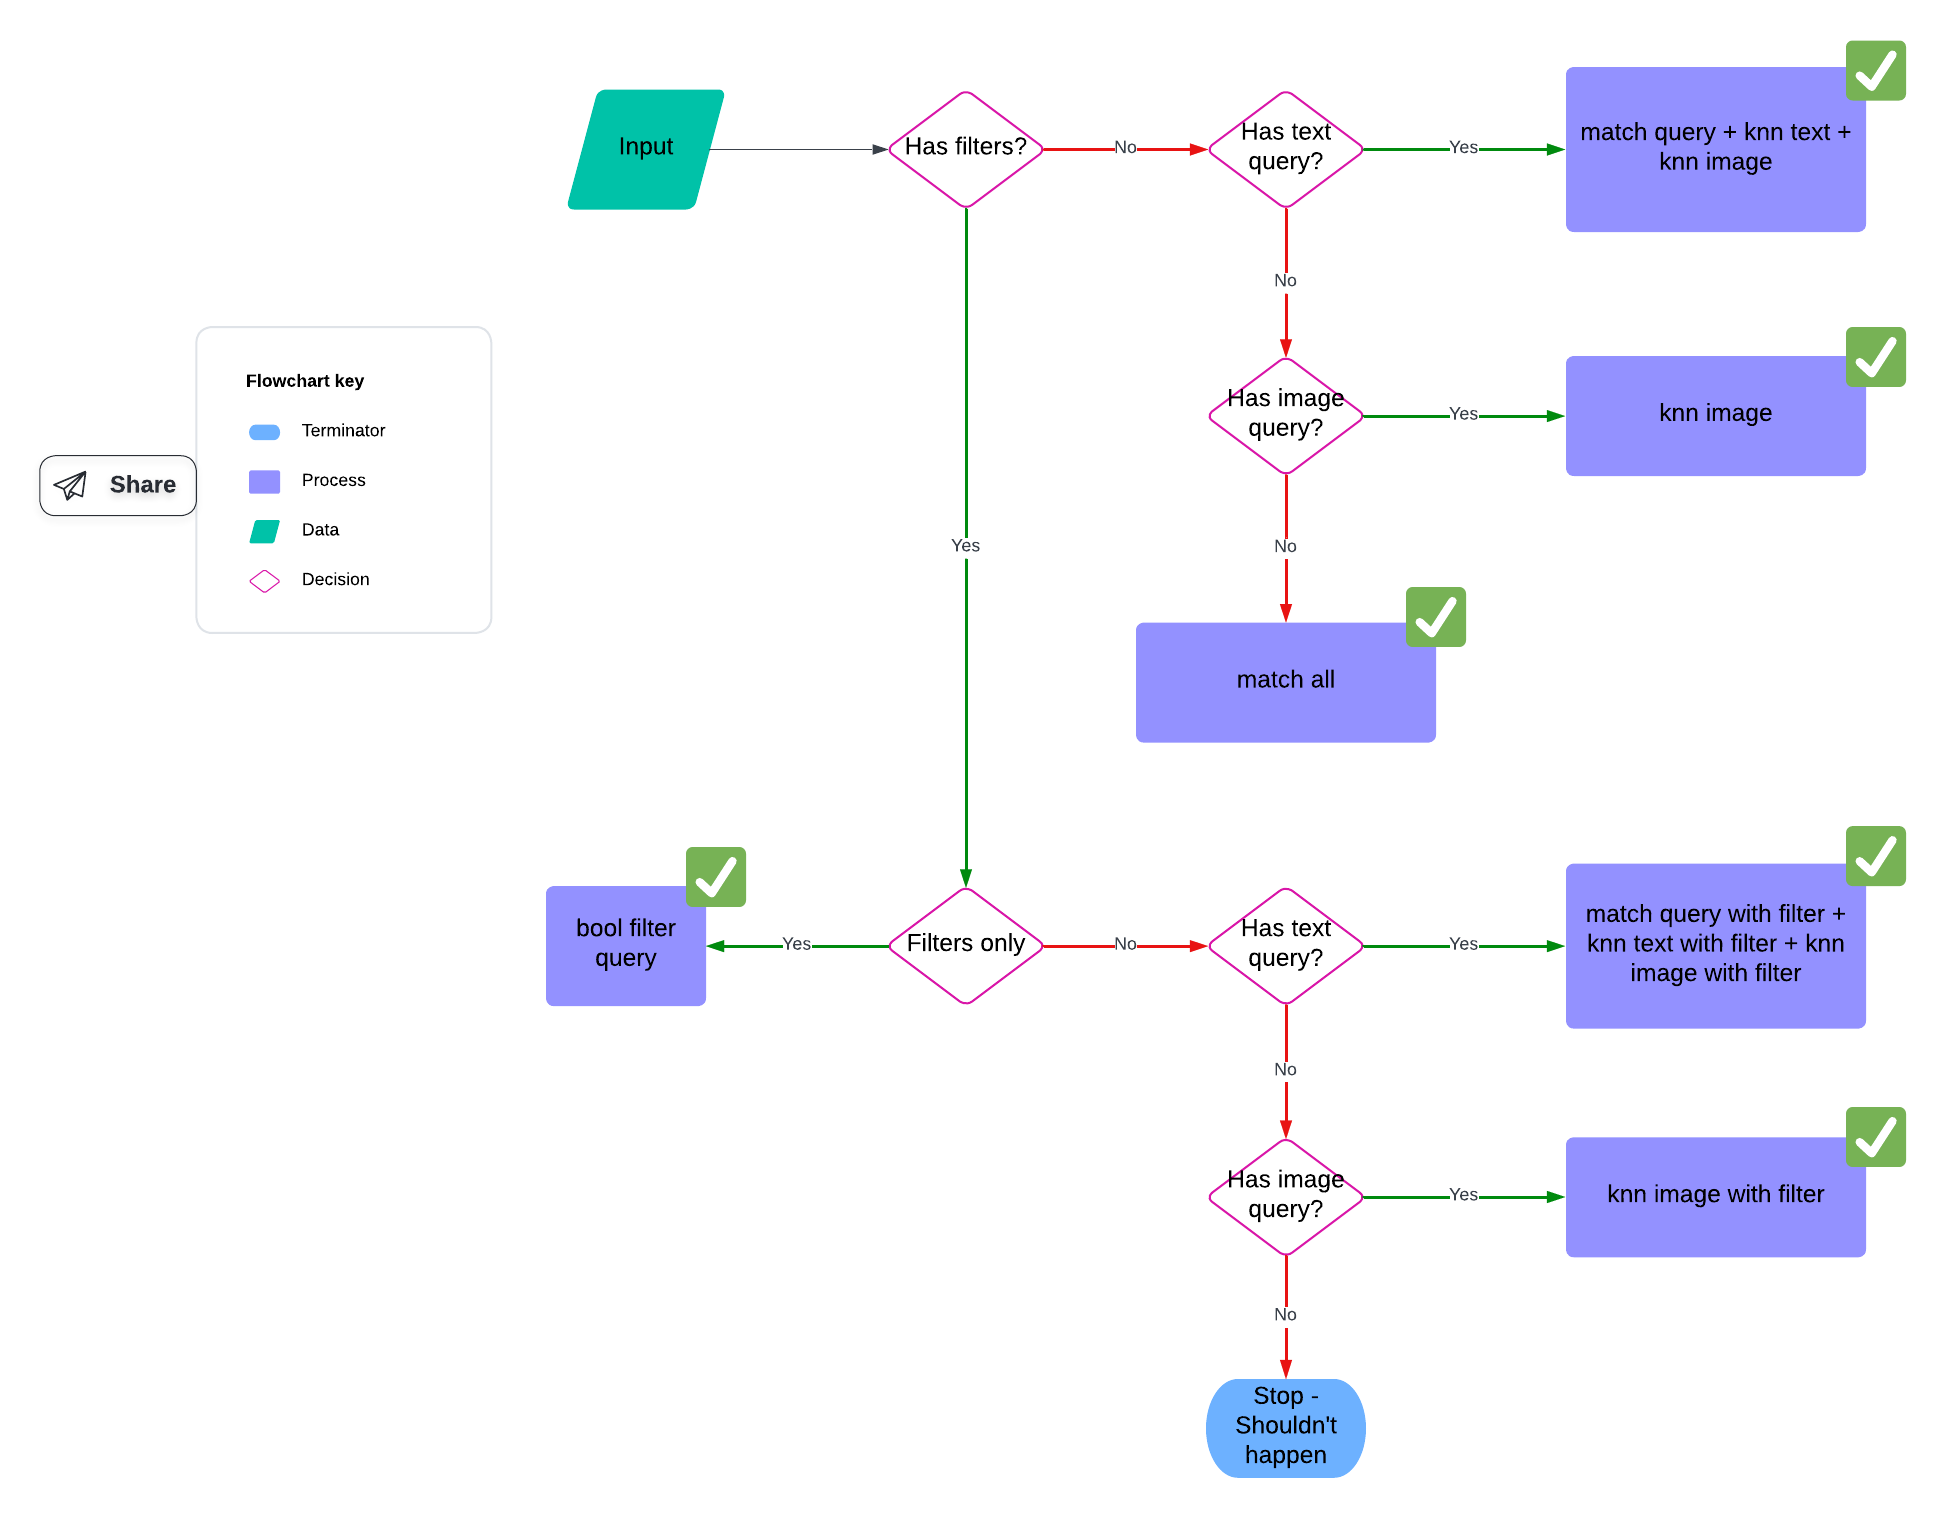 Input
Has filters?
No
Has text
query?
Yes
match query + knn text +
knn image
No
Has image
query?
Yes
knn image
No
match all
Flowchart key
Terminator
Process
Data
Decision
Share
Yes
bool filter
query
Yes
Filters only
No
Has text
query?
Yes
match query with filter +
knn text with filter + knn
image with filter
No
Has image
query?
Yes
knn image with filter
No
Stop -
Shouldn't
happen